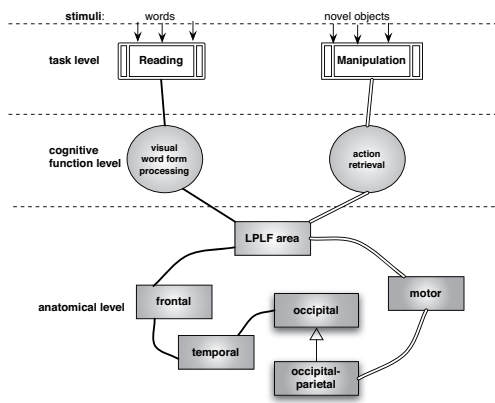 stimuli: words novel objects
task level Reading Manipulation
cognitive
function level
visual
word form
processing
action
retrieval
LPLF area
anatomical level
frontal
temporal
occipital
motor
occipital-
parietal